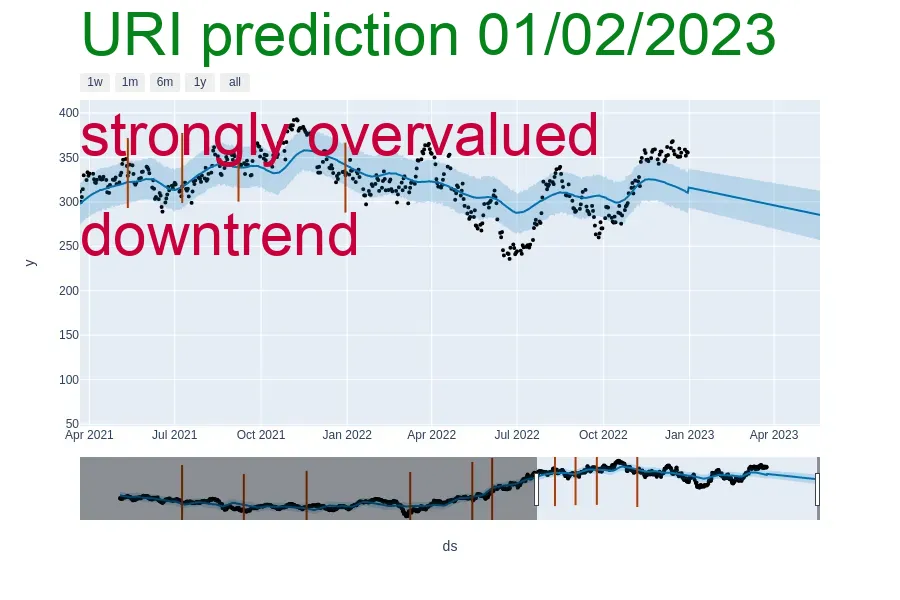 URI prediction 01/02/2023
1w 1m 6m 1y all
400
strongly overvalued
350
300
downtrend
250
y
200
150
100
50
Apr 2021 Jul 2021 Oct 2021 Jan 2022 Apr 2022 Jul 2022 Oct 2022 Jan 2023 Apr 2023
ds